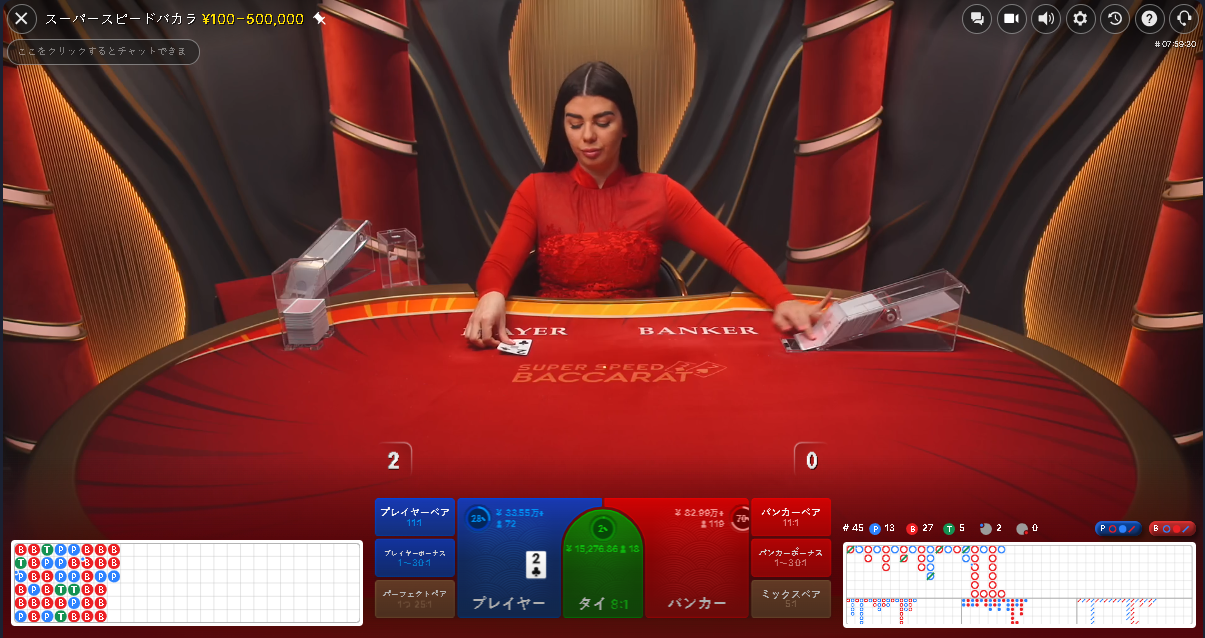 スーパースピードバカラ ¥100-500,000
ここをクリックするとチャットできま
# 07:59:30
AYER
BANKER
SUPER SPEED
BACCARAT
2
0
プレイヤーペア
11:1
プレイヤーボーナス
1~30:1
パーフェクトペア
25:1
28%
¥ 33.55万
72
プレイヤー
2
2%
¥ 15,276.86 18
タイ 8:1
¥ 82.99万
119
70%
バンカー
バンカーペア
11:1
バンカーボーナス
1~30:1
ミックスペア
5:1
# 45 P 13 B 27 T 5 2 0
P
B
B B T P P B B B
T B P P B B B B
P B B P P B P P
B P B T T B B
B B B B P B B
P B P T B B B